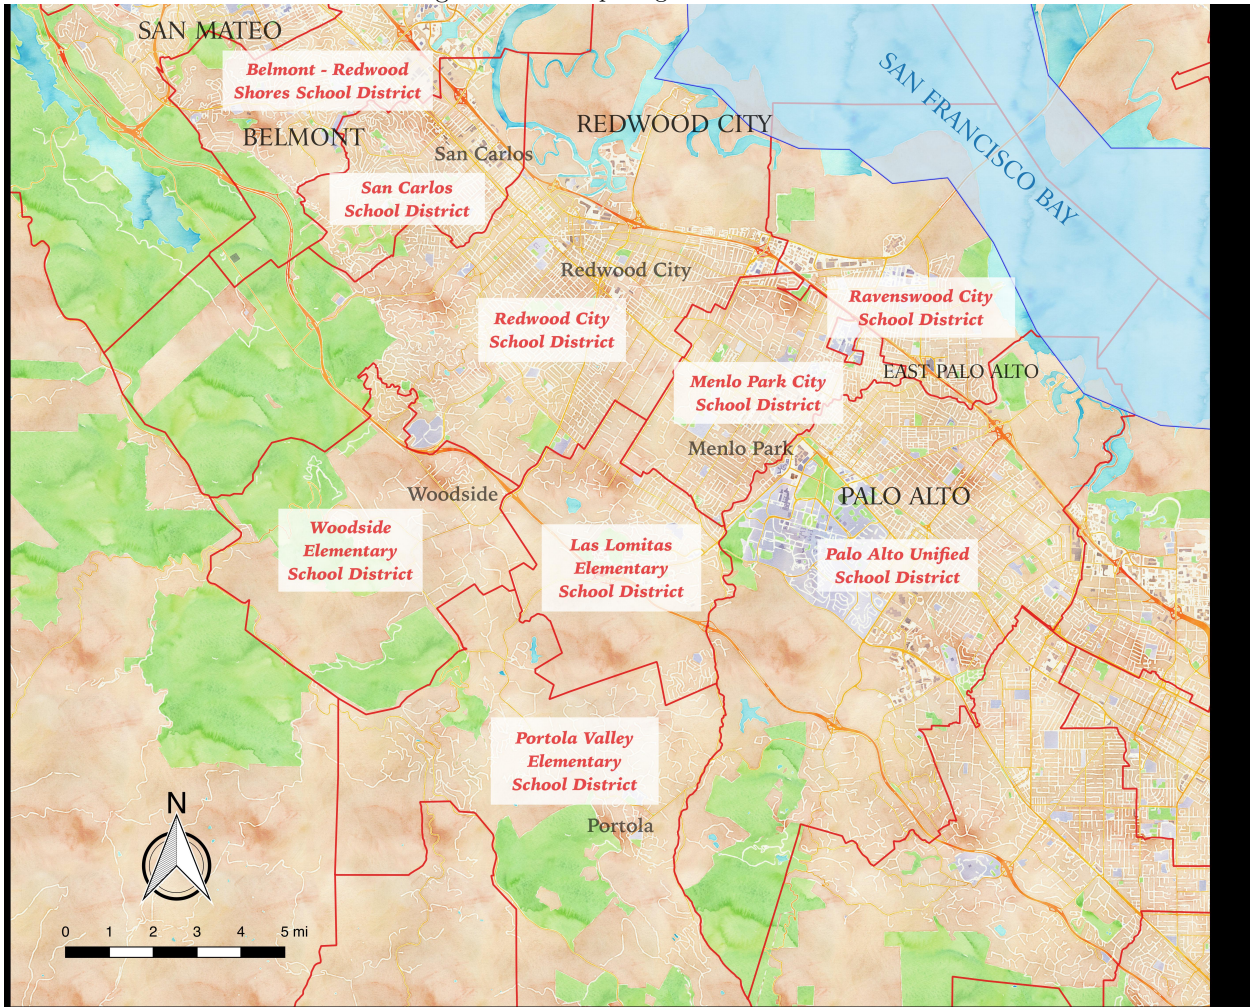 SAN MATEO
Belmont - Redwood
Shores School District
BELMONT
REDWOOD CITY
SAN FRANCISCO BAY
San Carlos
San Carlos
School District
Redwood City
Redwood City
School District
Ravenswood City
School District
EAST PALO ALTO
Menlo Park City
School District
Menlo Park
Woodside
PALO ALTO
Woodside
Elementary
School District
Las Lomitas
Elementary
School District
Palo Alto Unified
School District
Portola Valley
Elementary
School District
Portola
N
0 1 2 3 4 5 mi